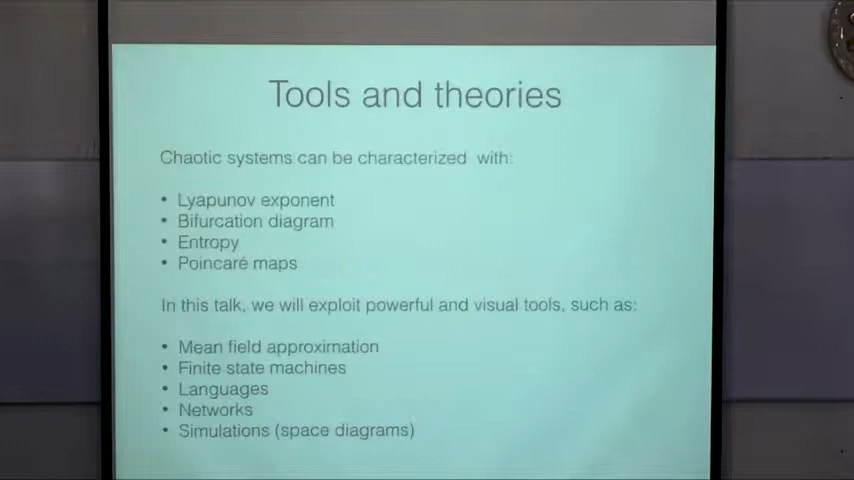 Tools and theories
Chaotic systems can be characterized with:
• Lyapunov exponent
• Bifurcation diagram
• Entropy
• Poincaré maps
In this talk, we will exploit powerful and visual tools, such as:
• Mean field approximation
• Finite state machines
• Languages
• Networks
• Simulations (space diagrams)